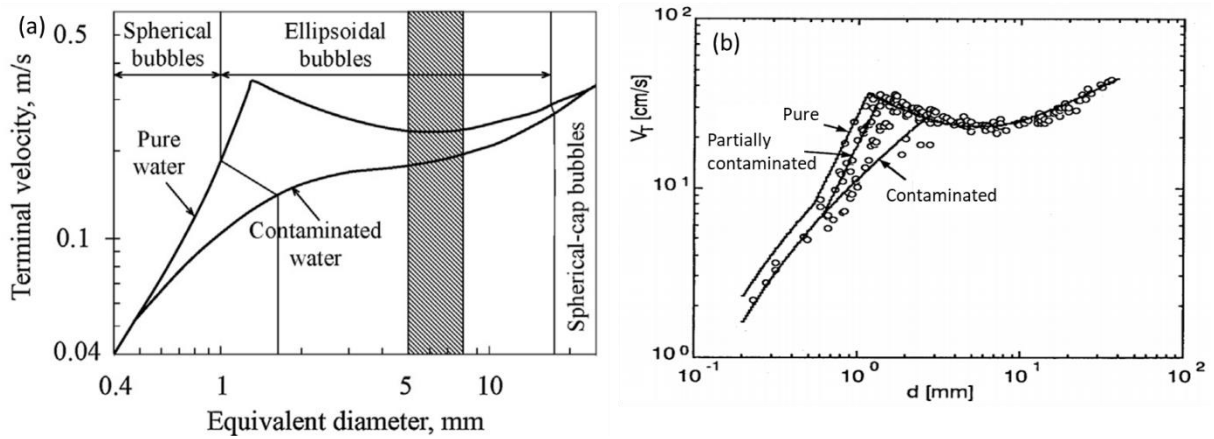 (a)
0.5
Spherical
bubbles
Ellipsoidal
bubbles
Terminal velocity, m/s
Pure
water
Contaminated
water
Spherical-cap bubbles
0.1
0.04
0.4
1
5
10
Equivalent diameter, mm
(b)
10²
V_T [cm/s]
Pure
Partially
contaminated
Contaminated
10¹
10⁰
10⁻¹
10⁰
10¹
10²
d [mm]